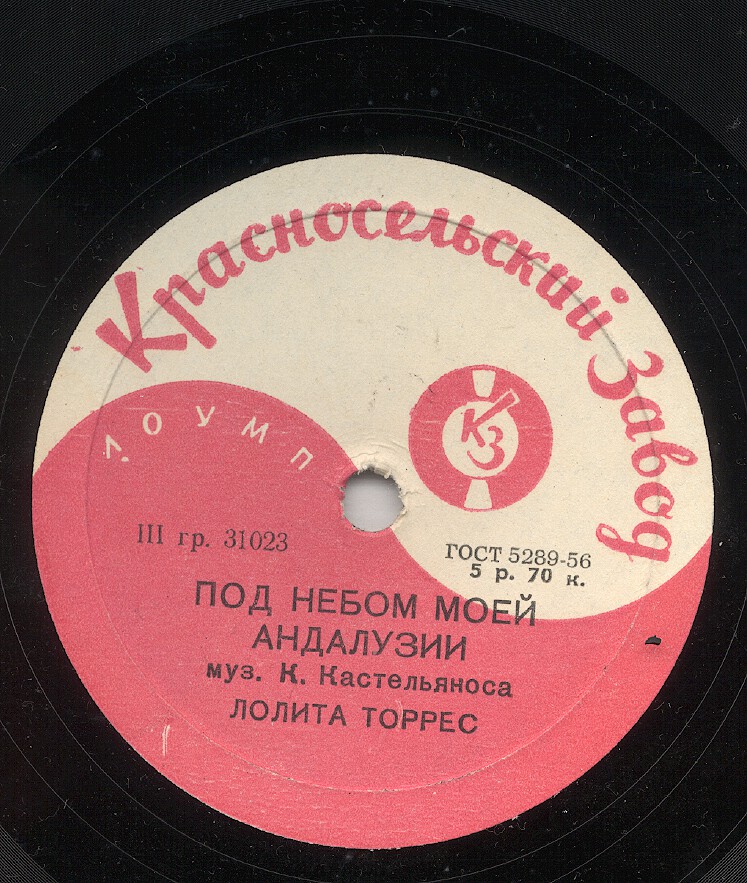 Красносельский Завод
ЛОУМП
КЗ
III гр. 31023
ГОСТ 5289-56
5 р. 70 к.
ПОД НЕБОМ МОЕЙ
АНДАЛУЗИИ
муз. К. Кастельяноса
ЛОЛИТА ТОРРЕС